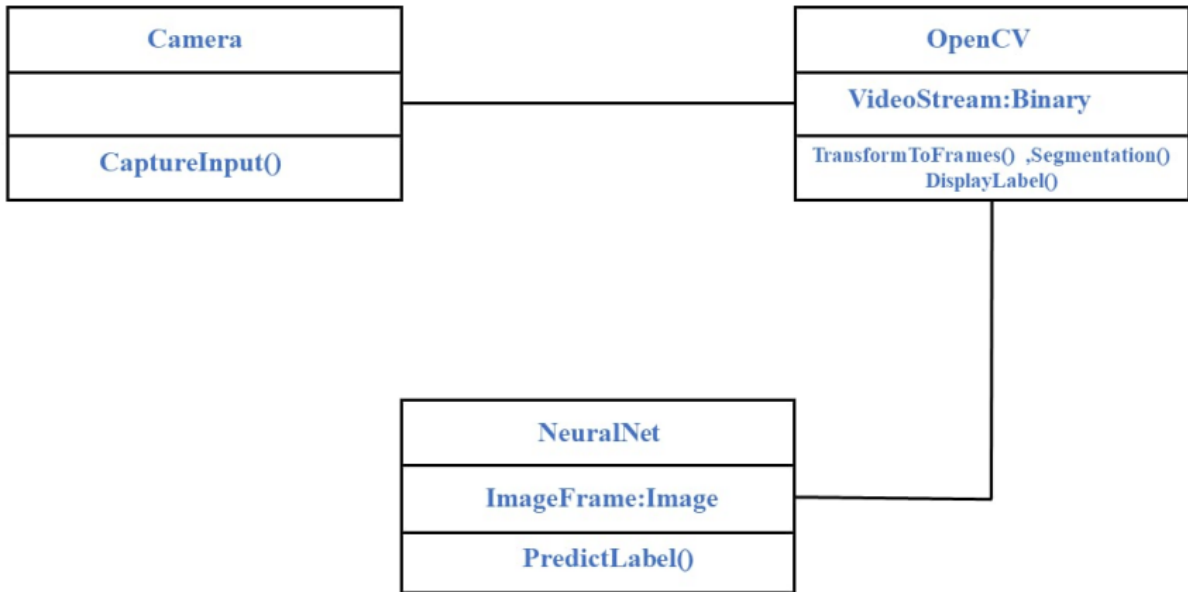 Camera
CaptureInput()
OpenCV
VideoStream:Binary
TransformToFrames() ,Segmentation()
DisplayLabel()
NeuralNet
ImageFrame:Image
PredictLabel()